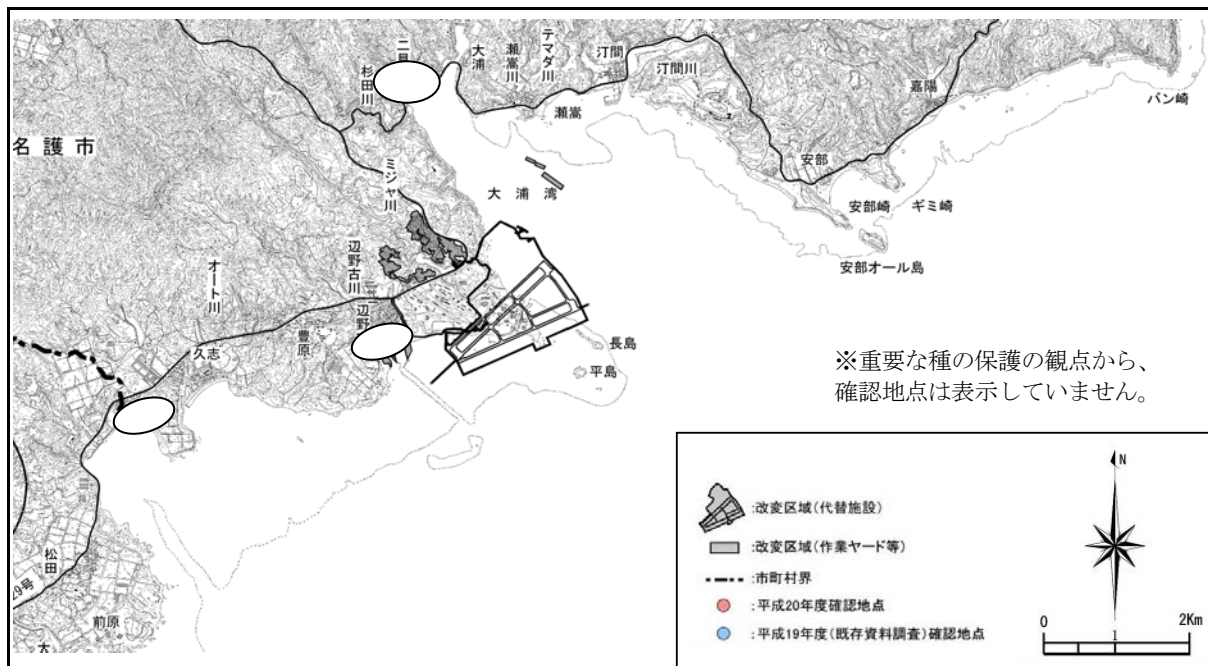 二見
大浦
瀬嵩川
テマダ川
汀間
汀間川
嘉陽
バン崎
杉田川
瀬嵩
名護市
ミジャ川
大浦湾
安部
安部崎
ギミ崎
安部オール島
辺野古川
オート川
辺野
豊原
久志
長島
平島
※重要な種の保護の観点から、
確認地点は表示していません。
松田
29号
前原
:改変区域(代替施設)
:改変区域(作業ヤード等)
:市町村界
:平成20年度確認地点
:平成19年度(既存資料調査)確認地点
N
0 1 2Km